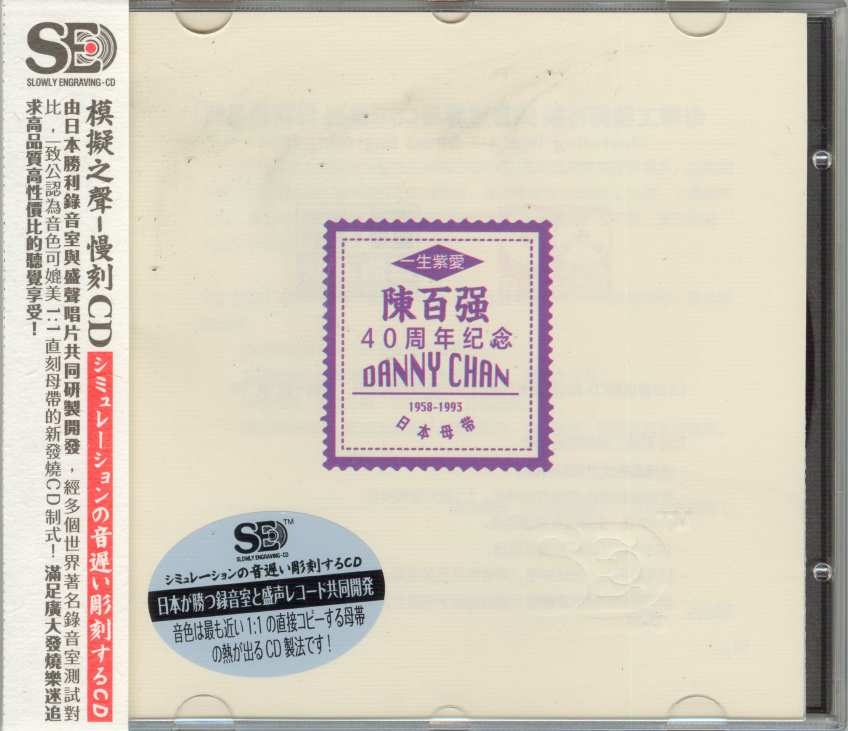 SED
SLOWLY ENGRAVING-CD
模擬之聲-慢刻CD
シミュレーションの音遅い彫刻するCD
由日本勝利錄音室與盛聲唱片共同研製開發，經多個世界著名錄音室測試對
比，一致公認為音色可媲美1:1直刻母帶的新發燒CD制式！滿足廣大發燒樂迷追
求高品質高性價比的聽覺享受！
一生紫愛
陳百强
40周年纪念
DANNY CHAN
1958-1993
日本母帶
SED™
SLOWLY ENGRAVING-CD
シミュレーションの音遅い彫刻するCD
日本が勝つ録音室と盛声レコード共同開発
音色は最も近い1:1の直接コピーする母帯
の熱が出るCD製法です！
SED